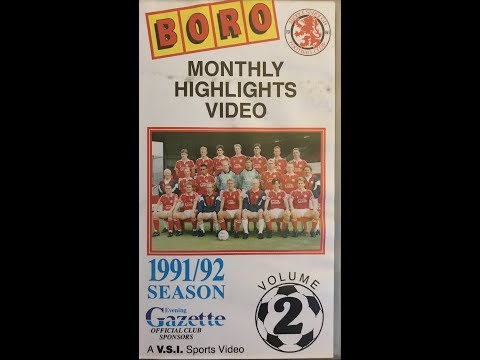 BORO
MONTHLY
HIGHLIGHTS
VIDEO
1991/92
SEASON
Evening
Gazette
OFFICIAL CLUB
SPONSORS
VOLUME
2
A V.S.I. Sports Video